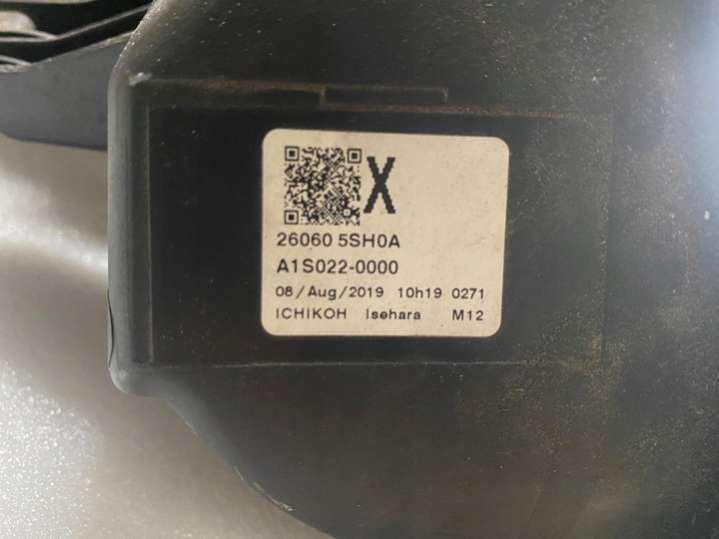 X
26060 5SH0A
A1S022-0000
08/Aug/2019 10h19 0271
ICHIKOH Isehara M12